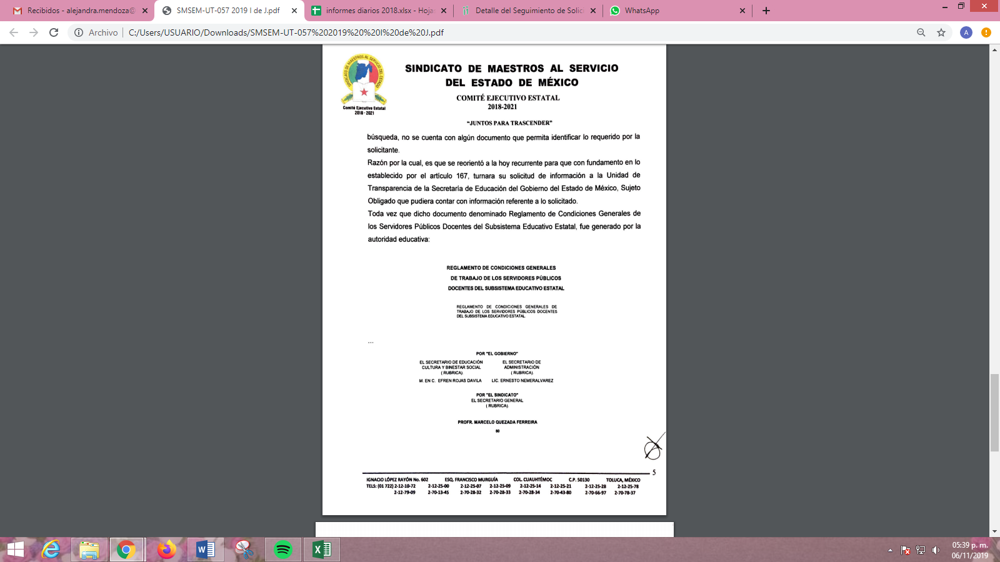 Recibidos - alejandra.mendoza@
SMSEM-UT-057 2019 I de J.pdf
informes diarios 2018.xlsx - Hoja
Detalle del Seguimiento de Solici
WhatsApp
Archivo
C:/Users/USUARIO/Downloads/SMSEM-UT-057%202019%20%20I%20de%20J.pdf
A
SINDICATO DE MAESTROS AL SERVICIO DEL ESTADO
Comité Ejecutivo Estatal
2018 - 2021
SINDICATO DE MAESTROS AL SERVICIO
DEL ESTADO DE MÉXICO
COMITÉ EJECUTIVO ESTATAL
2018-2021
“JUNTOS PARA TRASCENDER”
búsqueda, no se cuenta con algún documento que permita identificar lo requerido por la
solicitante.
Razón por la cual, es que se reorientó a la hoy recurrente para que con fundamento en lo
establecido por el artículo 167, turnara su solicitud de información a la Unidad de
Transparencia de la Secretaría de Educación del Gobierno del Estado de México, Sujeto
Obligado que pudiera contar con información referente a lo solicitado.
Toda vez que dicho documento denominado Reglamento de Condiciones Generales de
los Servidores Públicos Docentes del Subsistema Educativo Estatal, fue generado por la
autoridad educativa:
REGLAMENTO DE CONDICIONES GENERALES
DE TRABAJO DE LOS SERVIDORES PÚBLICOS
DOCENTES DEL SUBSISTEMA EDUCATIVO ESTATAL
REGLAMENTO DE CONDICIONES GENERALES DE
TRABAJO DE LOS SERVIDORES PÚBLICOS DOCENTES
DEL SUBSISTEMA EDUCATIVO ESTATAL.
...
POR "EL GOBIERNO"
EL SECRETARIO DE EDUCACIÓN EL SECRETARIO DE
CULTURA Y BINESTAR SOCIAL ADMINISTRACIÓN
( RUBRICA). ( RUBRICA).
M. EN C. EFREN ROJAS DAVILA LIC. ERNESTO NEMERALVAREZ
POR "EL SINDICATO"
EL SECRETARIO GENERAL
( RUBRICA).
PROFR. MARCELO QUEZADA FERREIRA
50
5
IGNACIO LÓPEZ RAYÓN No. 602 ESQ. FRANCISCO MURGUÍA COL. CUAUHTÉMOC C.P. 50130 TOLUCA, MÉXICO
TELS: (01 722) 2-12-10-72 2-12-25-00 2-12-25-07 2-12-25-09 2-12-25-14 2-12-25-21 2-12-25-28 2-12-25-78
2-12-79-09 2-70-13-45 2-70-28-32 2-70-28-33 2-70-28-34 2-70-43-80 2-70-66-97 2-70-78-37
05:39 p. m.
06/11/2019